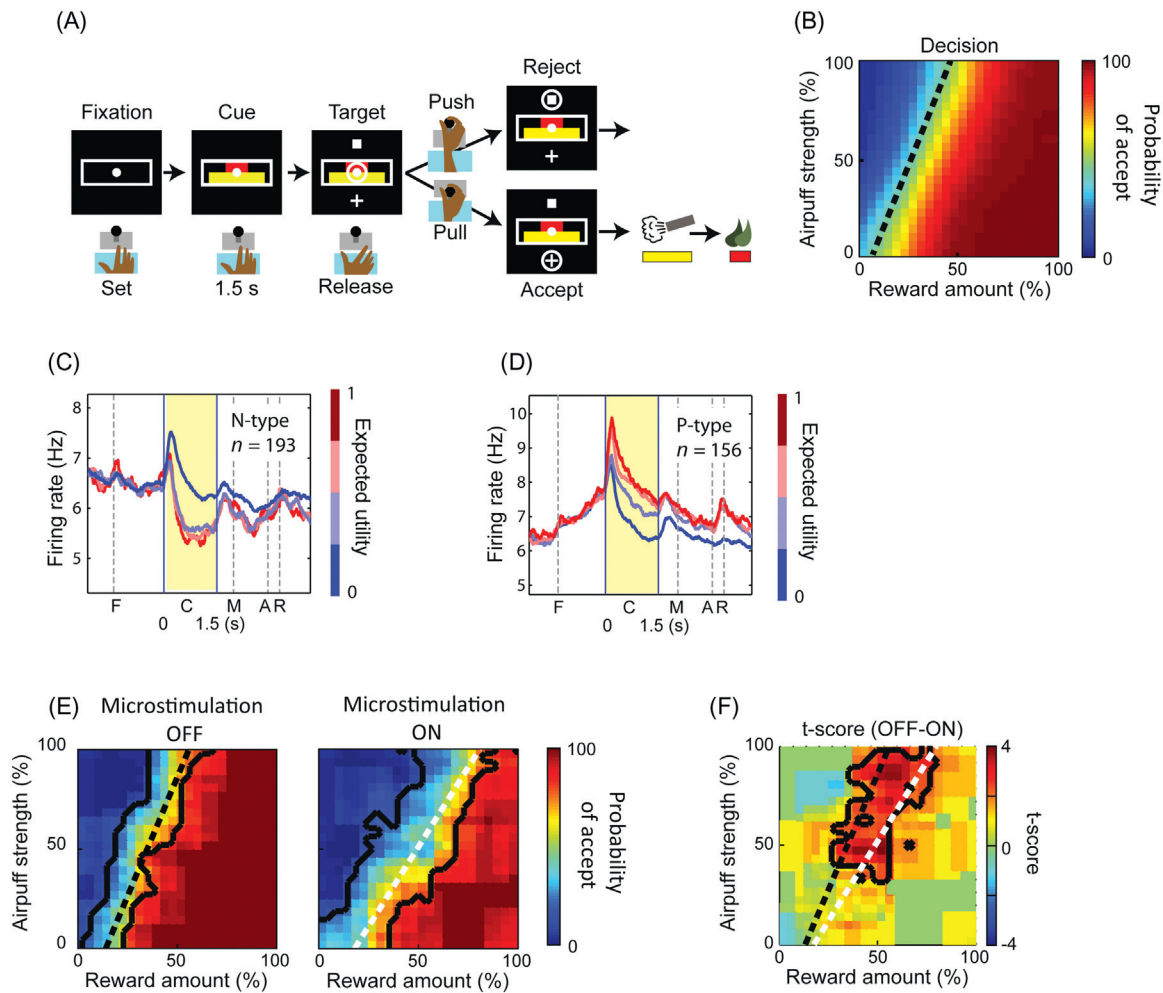 (A)
Fixation
Cue
Target
Push
Pull
Reject
Accept
Set
1.5 s
Release
(B)
Decision
Airpuff strength (%)
100
50
0
0
50
100
Reward amount (%)
100
0
Probability
of accept
(C)
Firing rate (Hz)
8
7
6
5
N-type
n = 193
F
C
M
A
R
0
1.5 (s)
1
0
Expected utility
(D)
Firing rate (Hz)
10
9
8
7
6
5
P-type
n = 156
F
C
M
A
R
0
1.5 (s)
1
0
Expected utility
(E)
Microstimulation
OFF
Airpuff strength (%)
100
50
0
0
50
100
Reward amount (%)
Microstimulation
ON
0
50
100
Reward amount (%)
100
0
Probability
of accept
(F)
t-score (OFF-ON)
Airpuff strength (%)
100
50
0
0
50
100
Reward amount (%)
4
-4
t-score